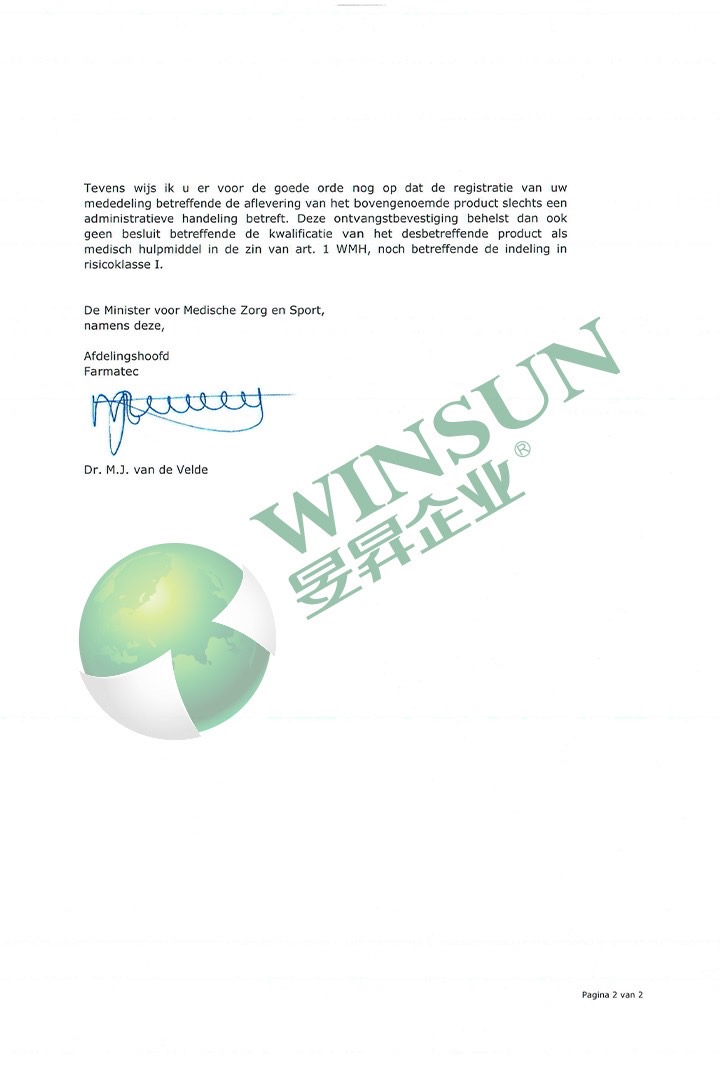 Tevens wijs ik u er voor de goede orde nog op dat de registratie van uw
mededeling betreffende de aflevering van het bovengenoemde product slechts een
administratieve handeling betreft. Deze ontvangstbevestiging behelst dan ook
geen besluit betreffende de kwalificatie van het desbetreffende product als
medisch hulpmiddel in de zin van art. 1 WMH, noch betreffende de indeling in
risicoklasse I.
De Minister voor Medische Zorg en Sport,
namens deze,
Afdelingshoofd
Farmatec
Dr. M.J. van de Velde
WINSUN
旻昇企业®
Pagina 2 van 2